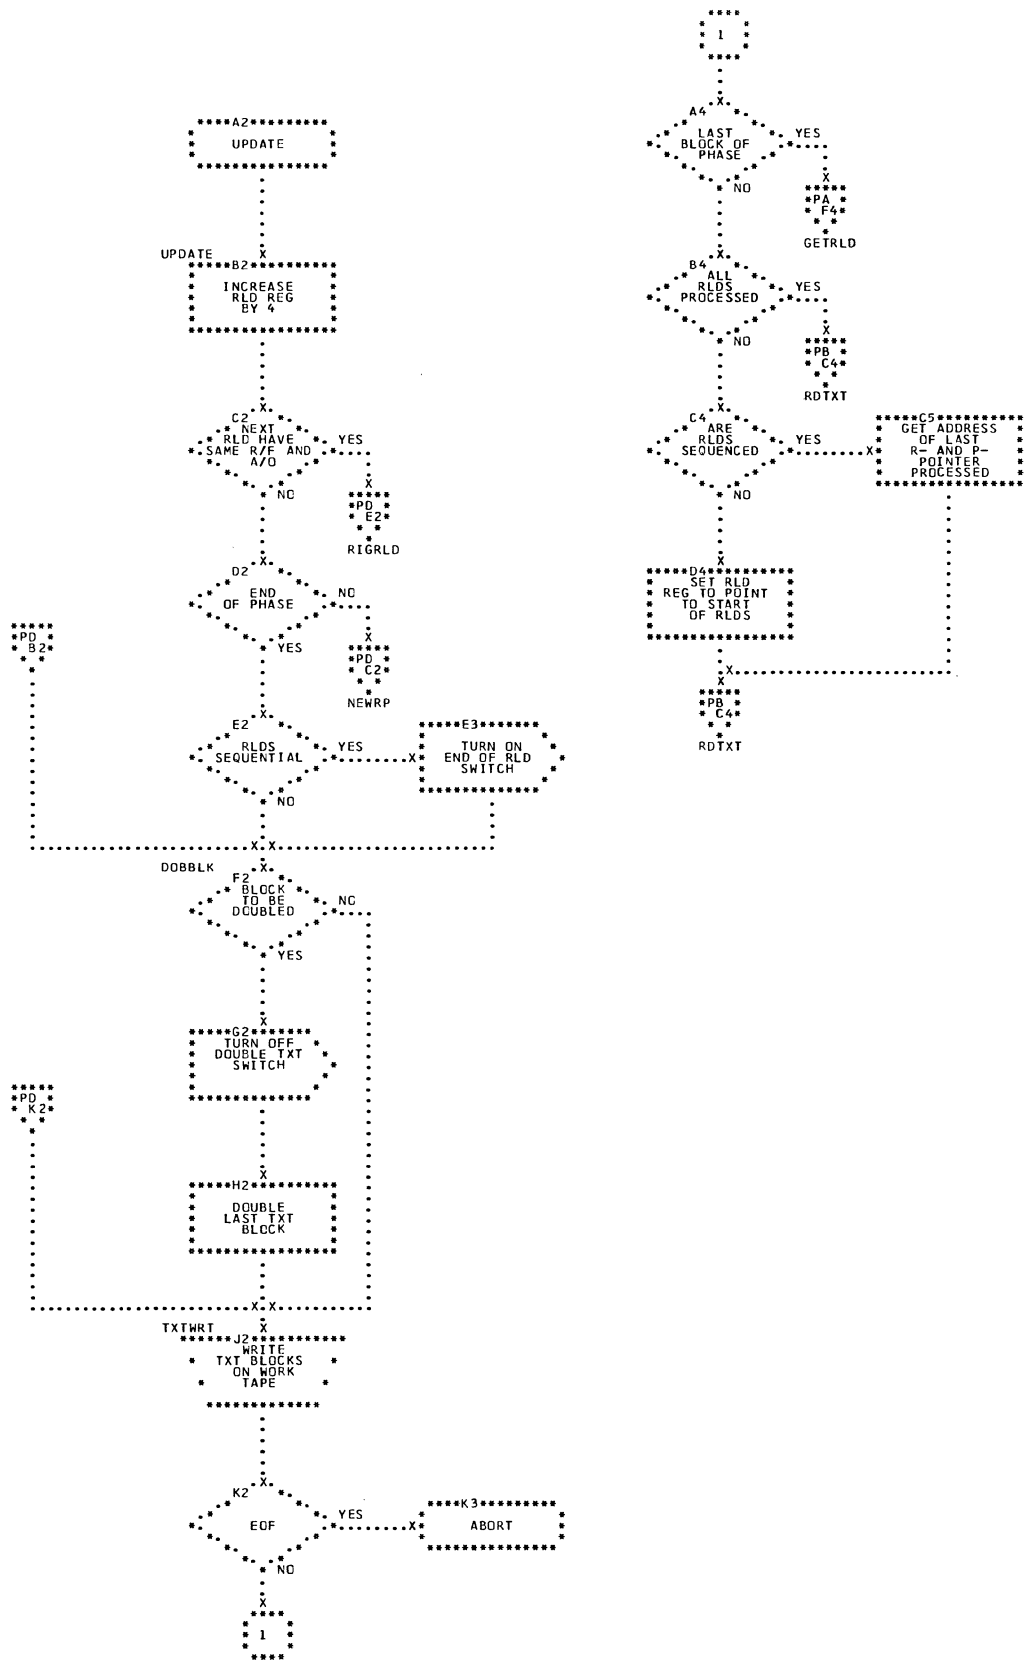 A2
UPDATE
UPDATE
B2
INCREASE
RLD REG
BY 4
C2
NEXT
RLD HAVE
SAME R/F AND
A/O
YES
NO
PD
E2
RIGRLD
D2
END
OF PHASE
NO
YES
PD
C2
NEWRP
PD
B2
E2
RLDS
SEQUENTIAL
YES
NO
E3
TURN ON
END OF RLD
SWITCH
DOBBLK
F2
BLOCK
TO BE
DOUBLED
NO
YES
G2
TURN OFF
DOUBLE TXT
SWITCH
PD
K2
H2
DOUBLE
LAST TXT
BLOCK
TXTWRT
J2
WRITE
TXT BLOCKS
ON WORK
TAPE
K2
EOF
YES
NO
K3
ABORT
1
1
A4
LAST
BLOCK OF
PHASE
YES
NO
PA
F4
GETRLD
B4
ALL
RLDS
PROCESSED
YES
NO
PB
C4
RDTXT
C4
ARE
RLDS
SEQUENCED
YES
NO
C5
GET ADDRESS
OF LAST
R- AND P-
POINTER
PROCESSED
D4
SET RLD
REG TO POINT
TO START
OF RLDS
PB
C4
RDTXT